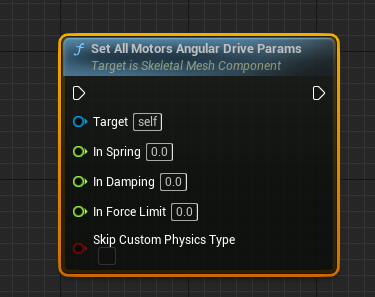 f Set All Motors Angular Drive Params
Target is Skeletal Mesh Component
Target self
In Spring 0.0
In Damping 0.0
In Force Limit 0.0
Skip Custom Physics Type